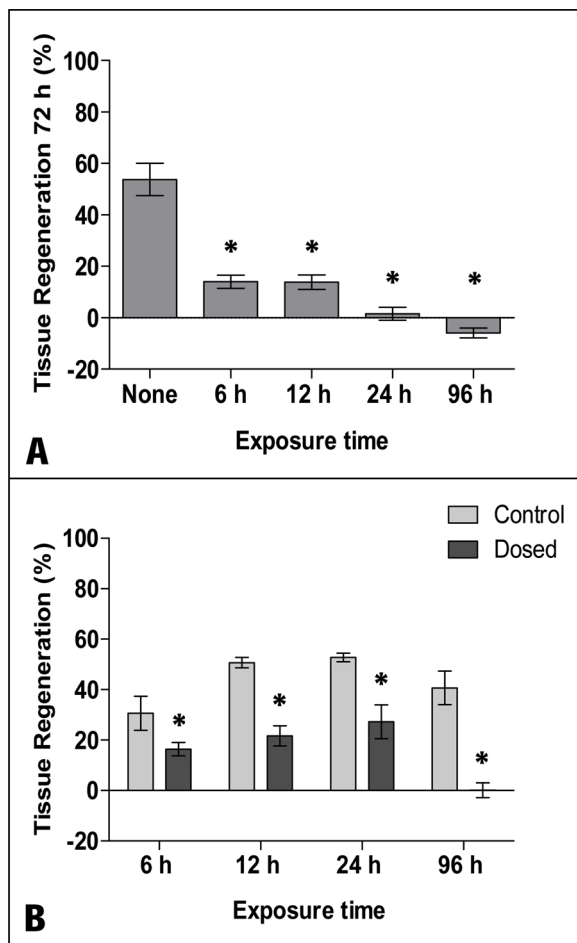 Tissue Regeneration 72 h (%)
100
80
60
40
20
0
-20
* * * *
None 6 h 12 h 24 h 96 h
Exposure time
A
Control
Dosed
Tissue Regeneration (%)
100
80
60
40
20
0
-20
* * * *
6 h 12 h 24 h 96 h
Exposure time
B